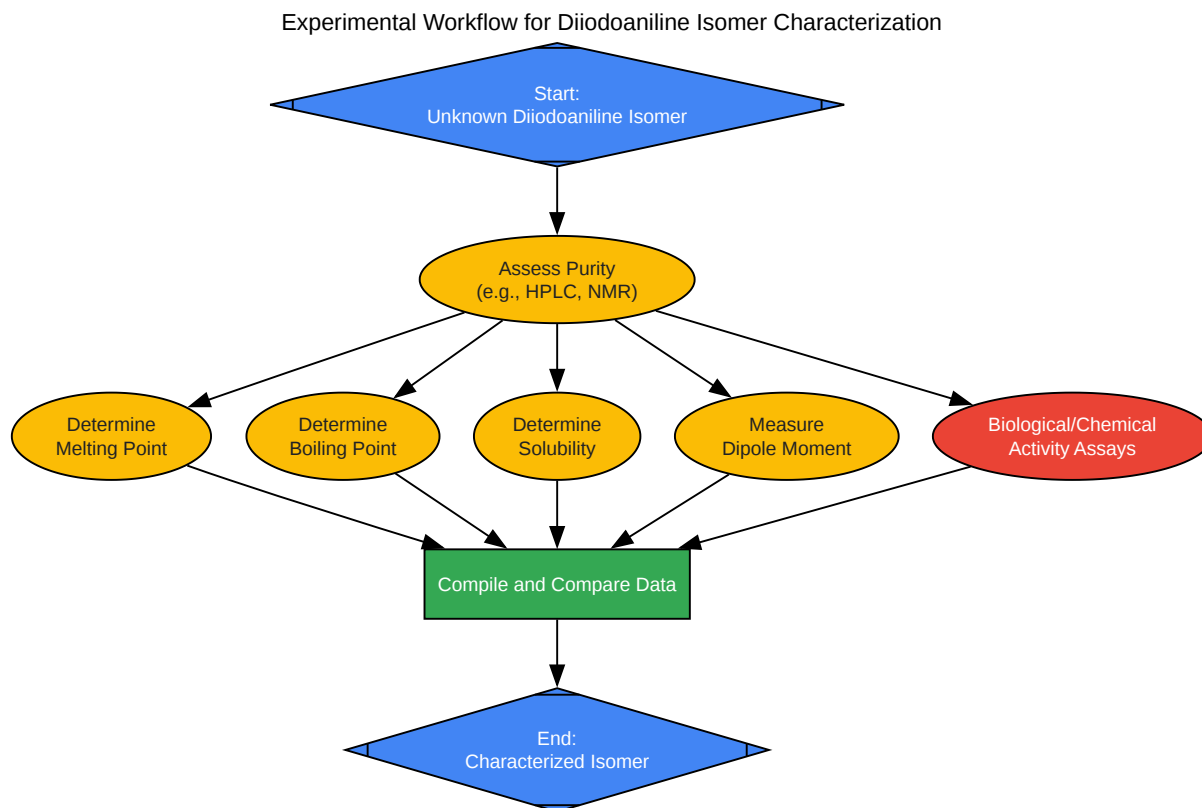 Experimental Workflow for Diiodoaniline Isomer Characterization
Start:
Unknown Diiodoaniline Isomer
Assess Purity
(e.g., HPLC, NMR)
Determine
Melting Point
Determine
Boiling Point
Determine
Solubility
Measure
Dipole Moment
Biological/Chemical
Activity Assays
Compile and Compare Data
End:
Characterized Isomer